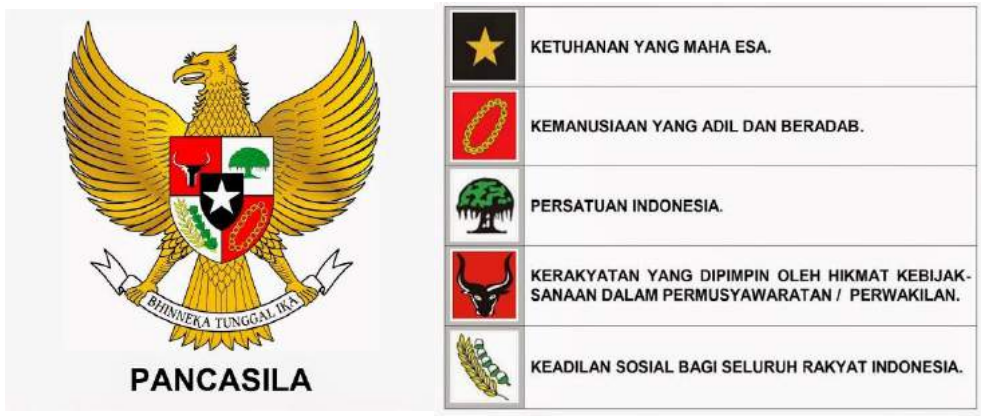 BHINNEKA TUNGGAL IKA
PANCASILA
KETUHANAN YANG MAHA ESA.
KEMANUSIAAN YANG ADIL DAN BERADAB.
PERSATUAN INDONESIA.
KERAKYATAN YANG DIPIMPIN OLEH HIKMAT KEBIJAK-
SANAAN DALAM PERMUSYAWARATAN / PERWAKILAN.
KEADILAN SOSIAL BAGI SELURUH RAKYAT INDONESIA.